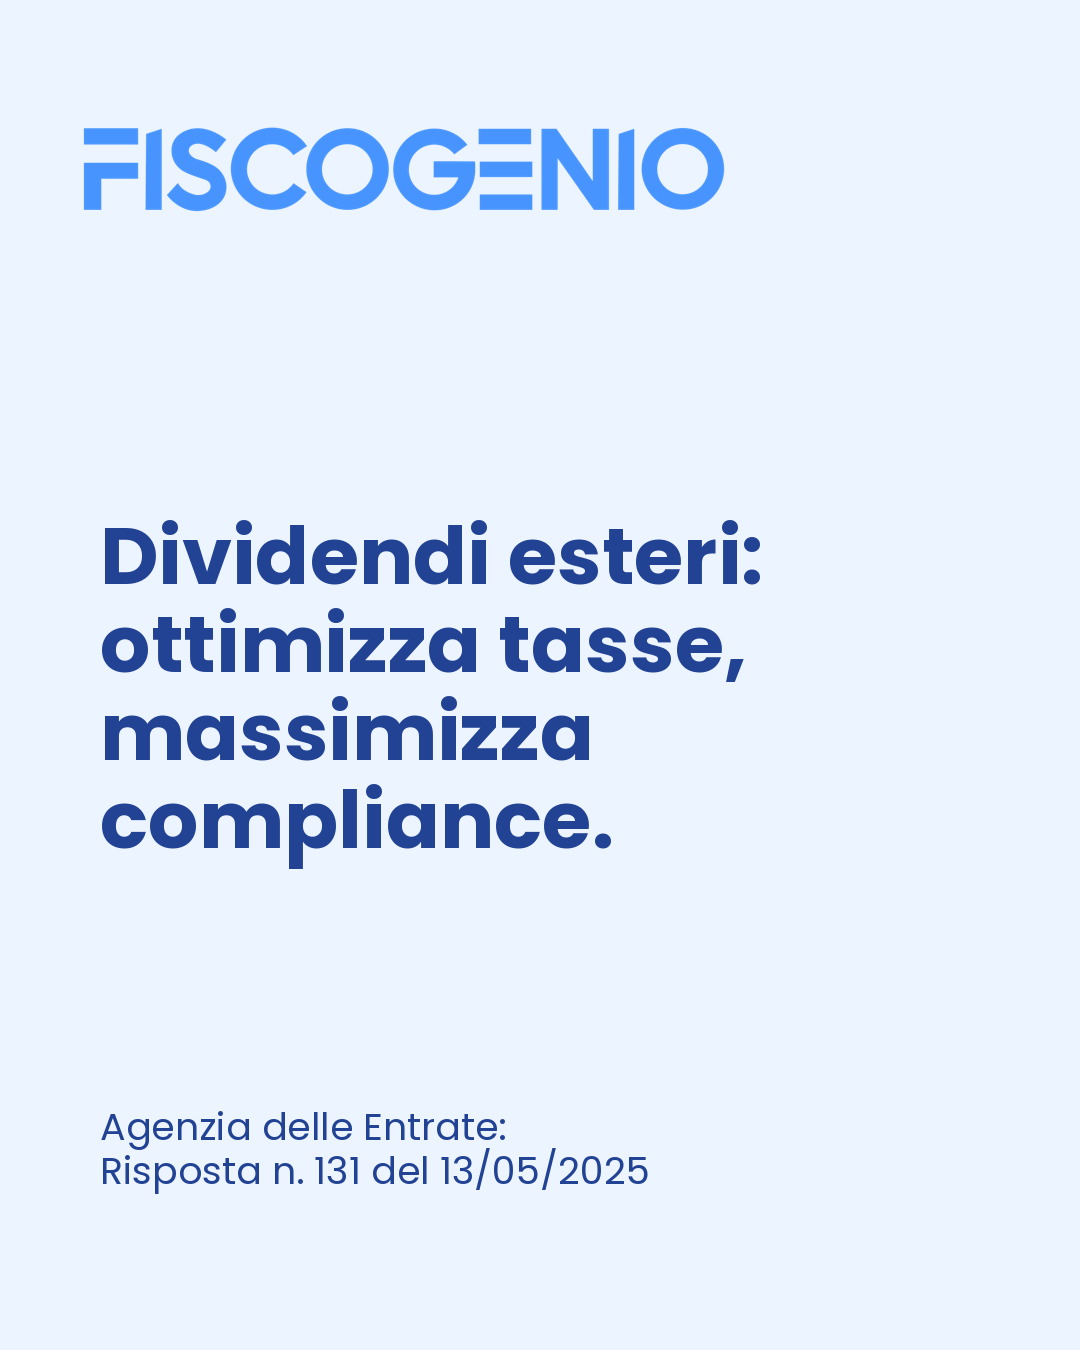 FISCOGENIO
Dividendi esteri:
ottimizza tasse,
massimizza
compliance.
Agenzia delle Entrate:
Risposta n. 131 del 13/05/2025